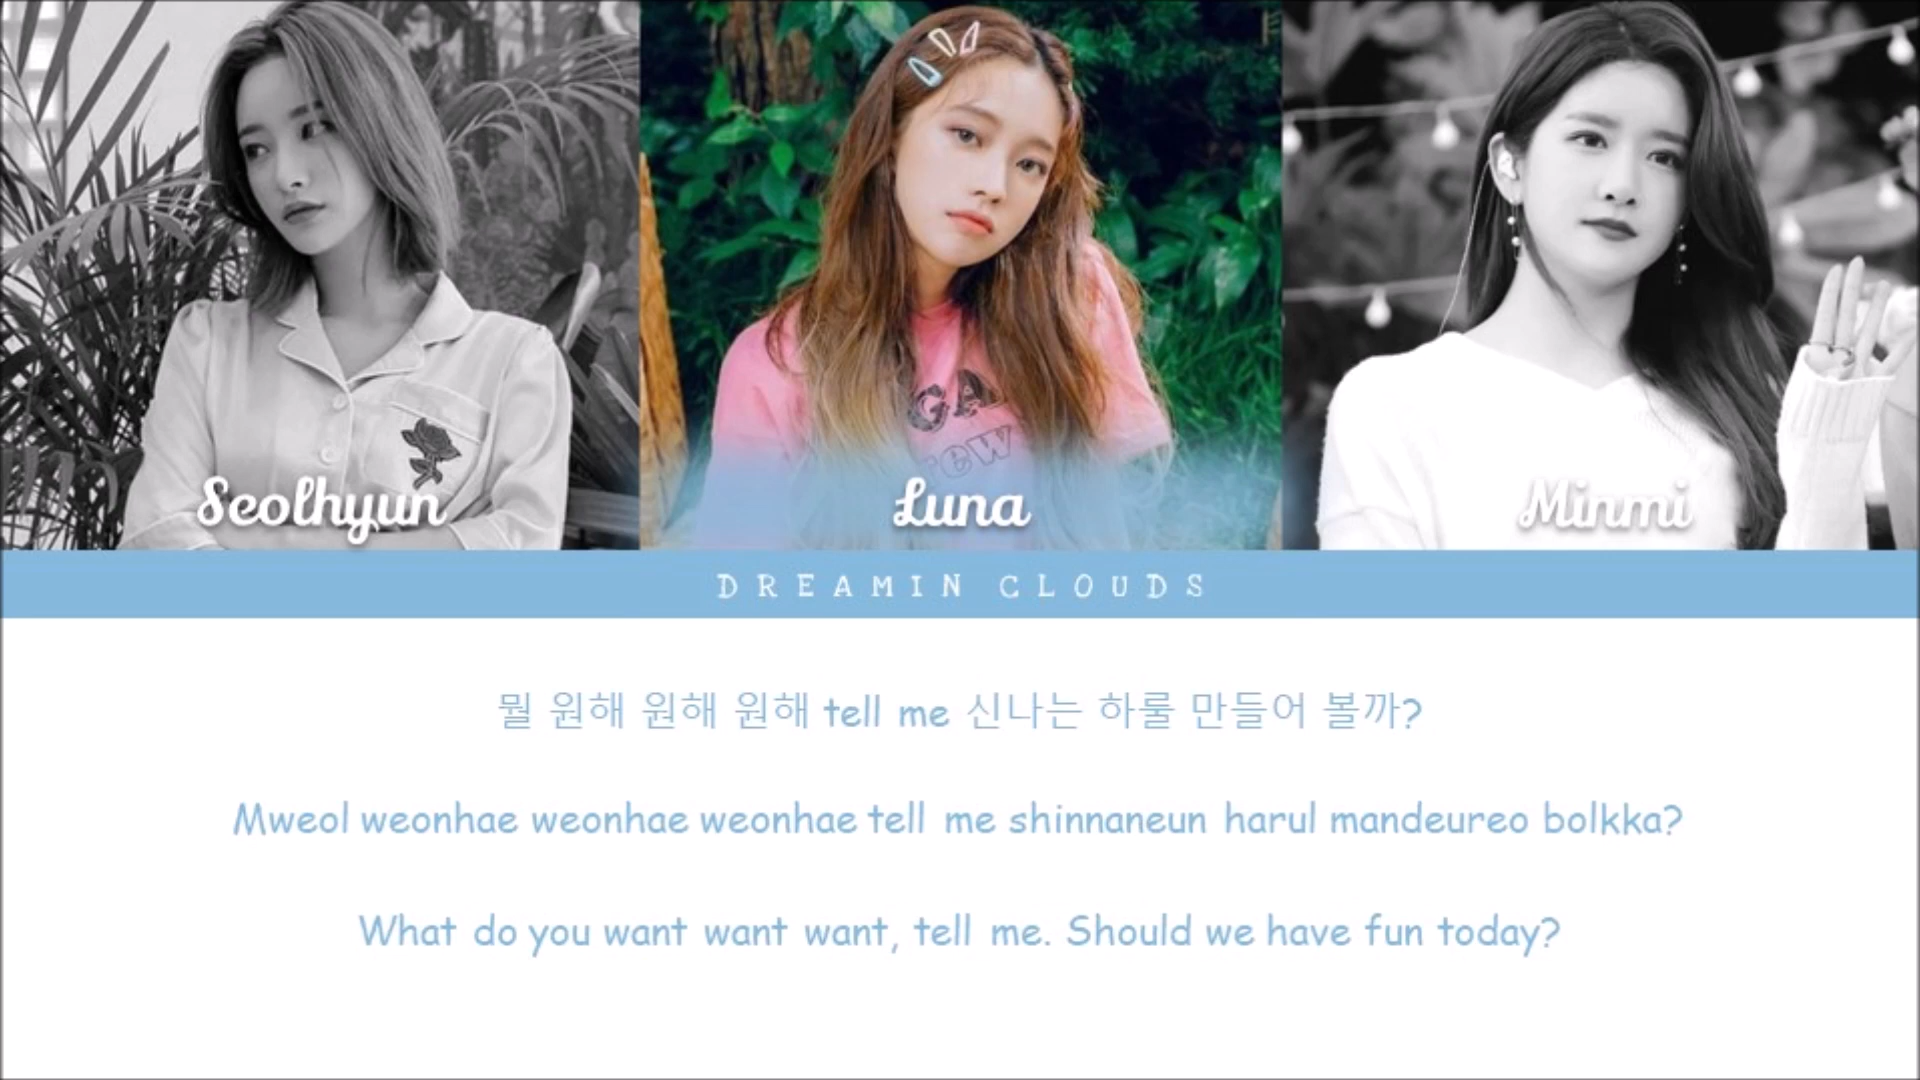 GA
ew
Seolhyun
Luna
Minmi
DREAMIN CLOUDS
뭘 원해 원해 원해 tell me 신나는 하룰 만들어 볼까?
Mweol weonhae weonhae weonhae tell me shinnaneun harul mandeureo bolkka?
What do you want want want, tell me. Should we have fun today?